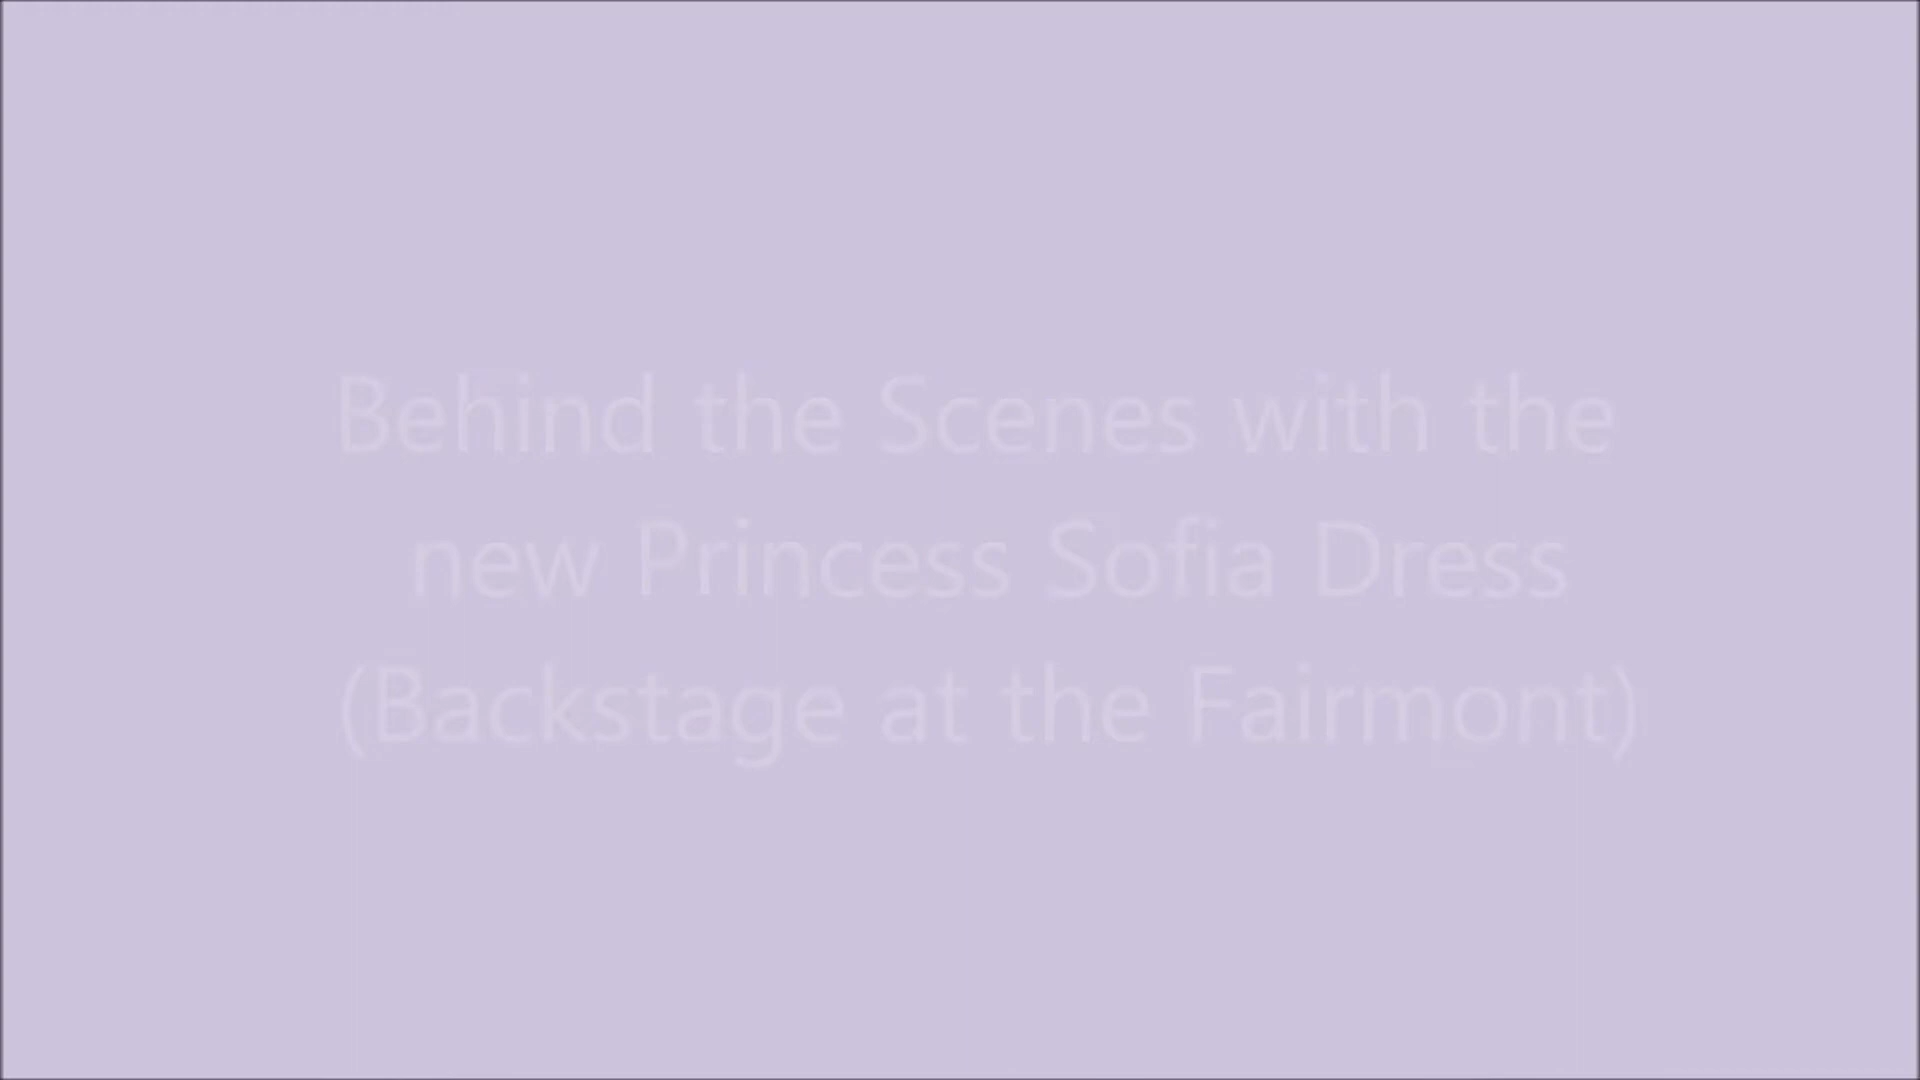 Behind the Scenes with the
new Princess Sofia Dress
(Backstage at the Fairmont)